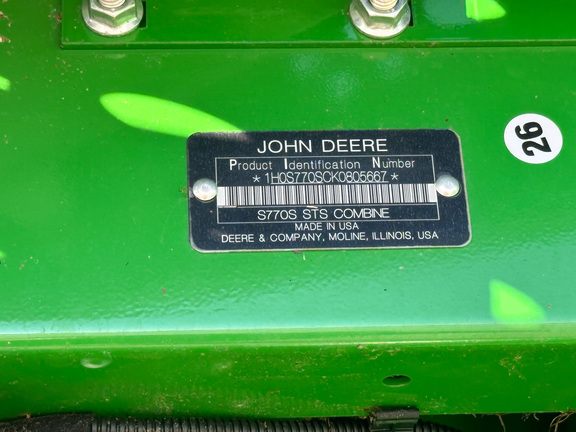 JOHN DEERE
Product Identification Number
*1H0S770SCK0805667*
S770S STS COMBINE
MADE IN USA
DEERE & COMPANY, MOLINE, ILLINOIS, USA
26